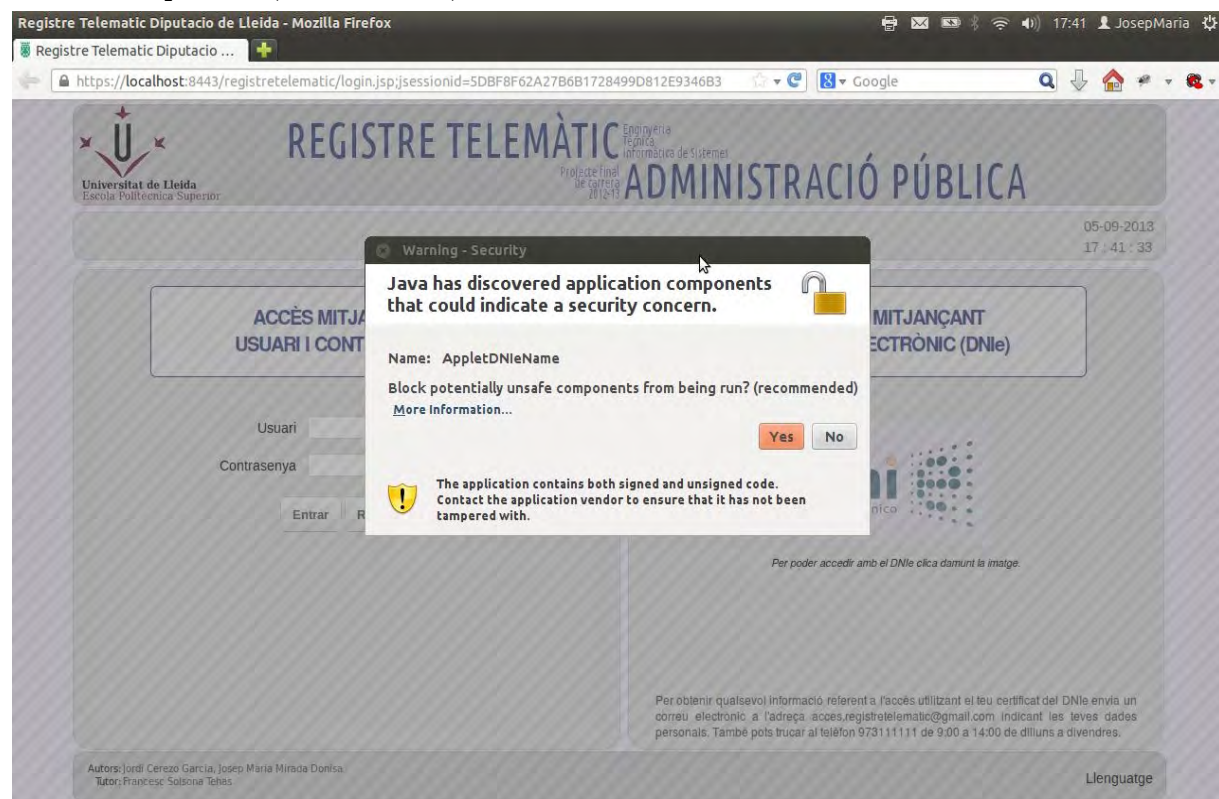 Registre Telematic Diputacio de Lleida - Mozilla Firefox
17:41 JosepMaria
Registre Telematic Diputacio ...
https://localhost:8443/registretelematic/login.jsp;jsessionid=5DBF8F62A27B6B1728499D812E9346B3
Google
Universitat de Lleida
Escola Politècnica Superior
REGISTRE TELEMÀTIC
Enginyeria
Tècnica
Informàtica de Sistemes
Projecte final
De carrera
2012-13
ADMINISTRACIÓ PÚBLICA
05-09-2013
17 : 41 : 33
Warning - Security
Java has discovered application components
that could indicate a security concern.
Name: AppletDNIeName
Block potentially unsafe components from being run? (recommended)
More Information...
Yes No
The application contains both signed and unsigned code.
Contact the application vendor to ensure that it has not been
tampered with.
ACCÈS MITJA
USUARI I CONT
Usuari
Contrasenya
Entrar R
MITJANÇANT
ECTRÒNIC (DNIe)
ni
nico
Per poder accedir amb el DNIe clica damunt la imatge.
Per obtenir qualsevol informació referent a l'accés utilitzant el teu certificat del DNIe envia un
correu electrònic a l'adreça acces.registretelematic@gmail.com indicant les teves dades
personals. També pots trucar al telèfon 973111111 de 9:00 a 14:00 de dilluns a divendres.
Autors: Jordi Cerezo Garcia, Josep Maria Mirada Donisa
Tutor: Francesc Solsona Tehas
Llenguatge